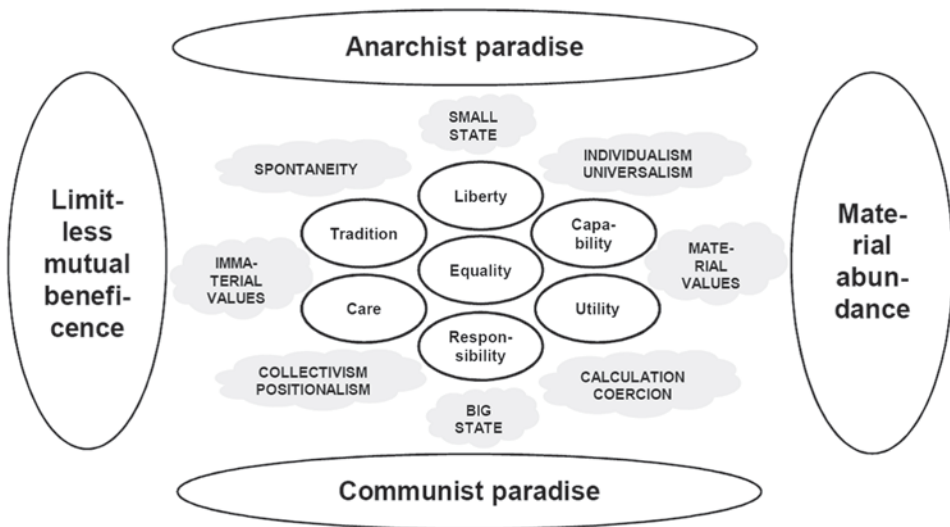 Anarchist paradise
SMALL
STATE
SPONTANEITY
INDIVIDUALISM
UNIVERSALISM
Limit-
less
mutual
benefi-
cence
Liberty
Tradition
Capa-
bility
Mate-
rial
abun-
dance
IMMA-
TERIAL
VALUES
Equality
MATE-
RIAL
VALUES
Care
Utility
Respon-
sibility
COLLECTIVISM
POSITIONALISM
CALCULATION
COERCION
BIG
STATE
Communist paradise